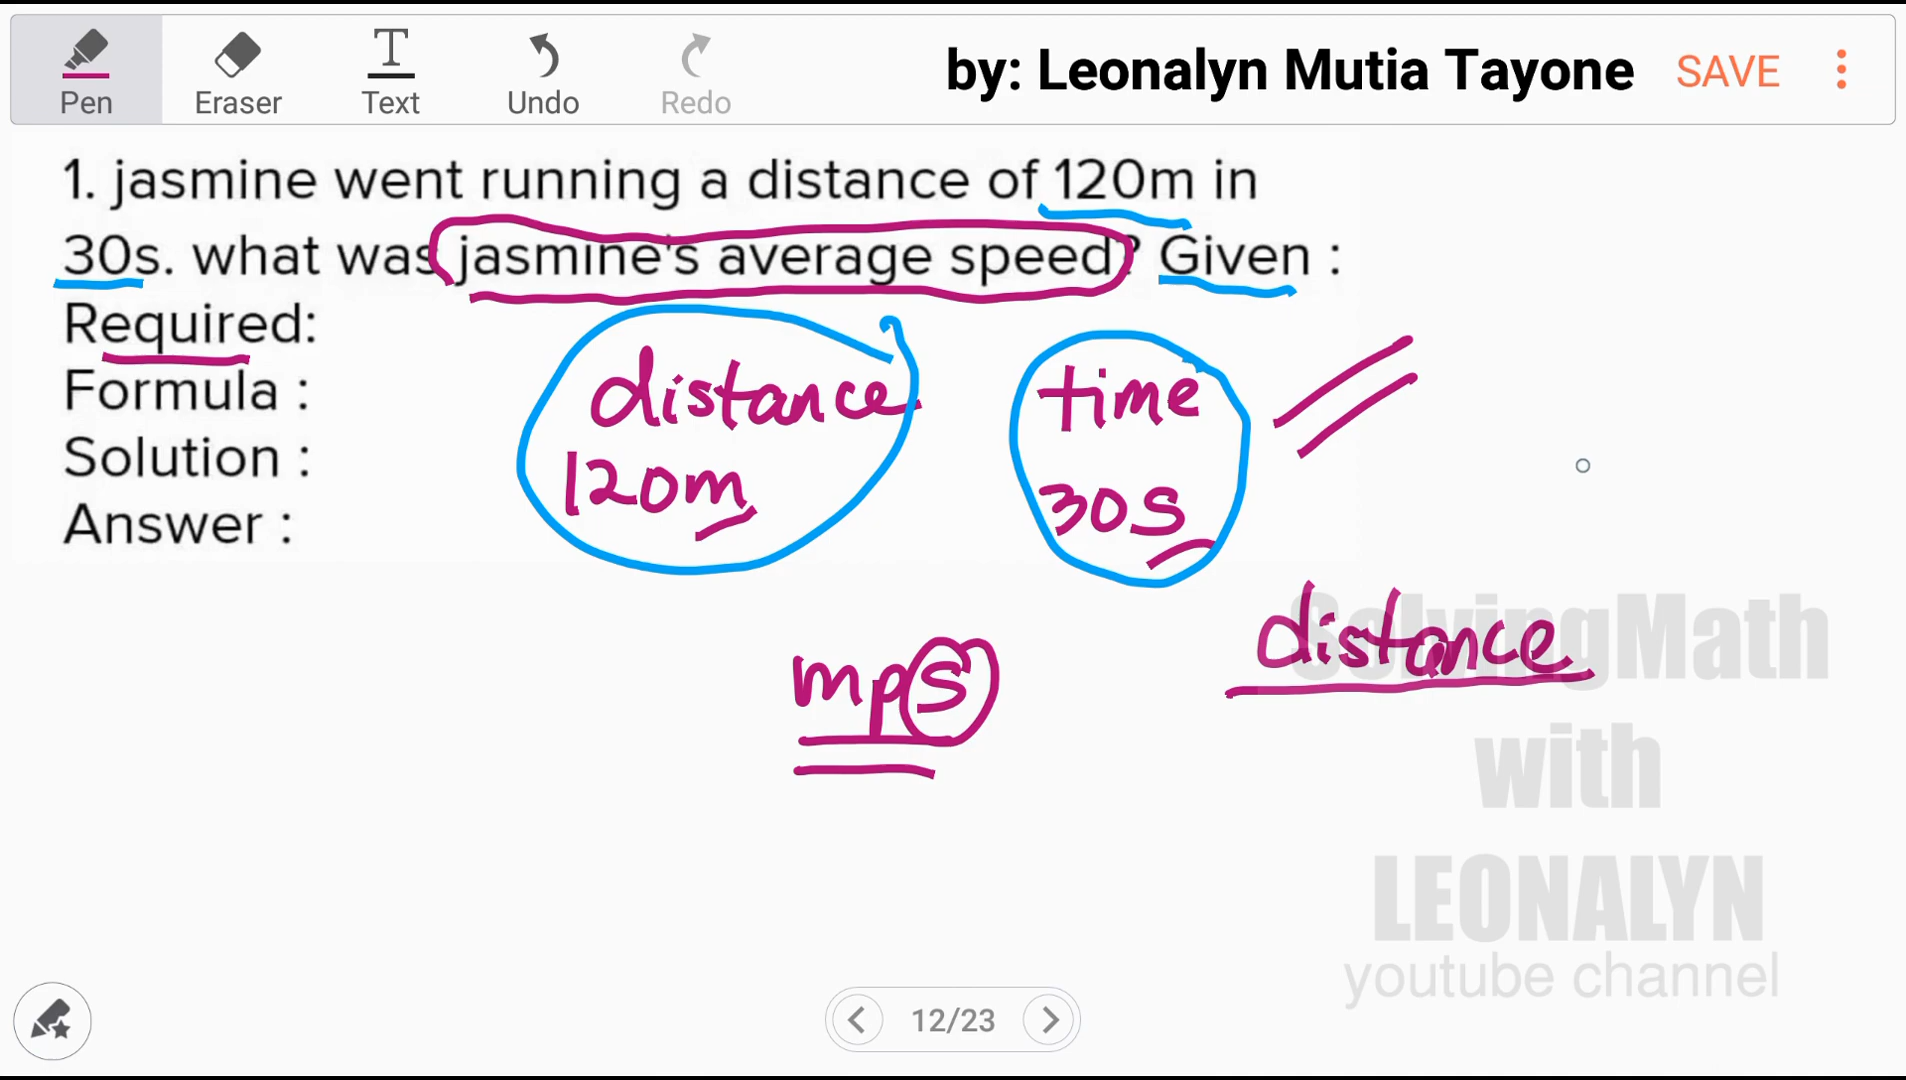 Pen
Eraser
Text
Undo
Redo
by: Leonalyn Mutia Tayone
SAVE
1. jasmine went running a distance of 120m in
30s. what was jasmine's average speed? Given :
Required:
Formula :
Solution :
Answer :
distance
120m
time
30s
mps
distance
SolvingMath
with
LEONALYN
youtube channel
12/23